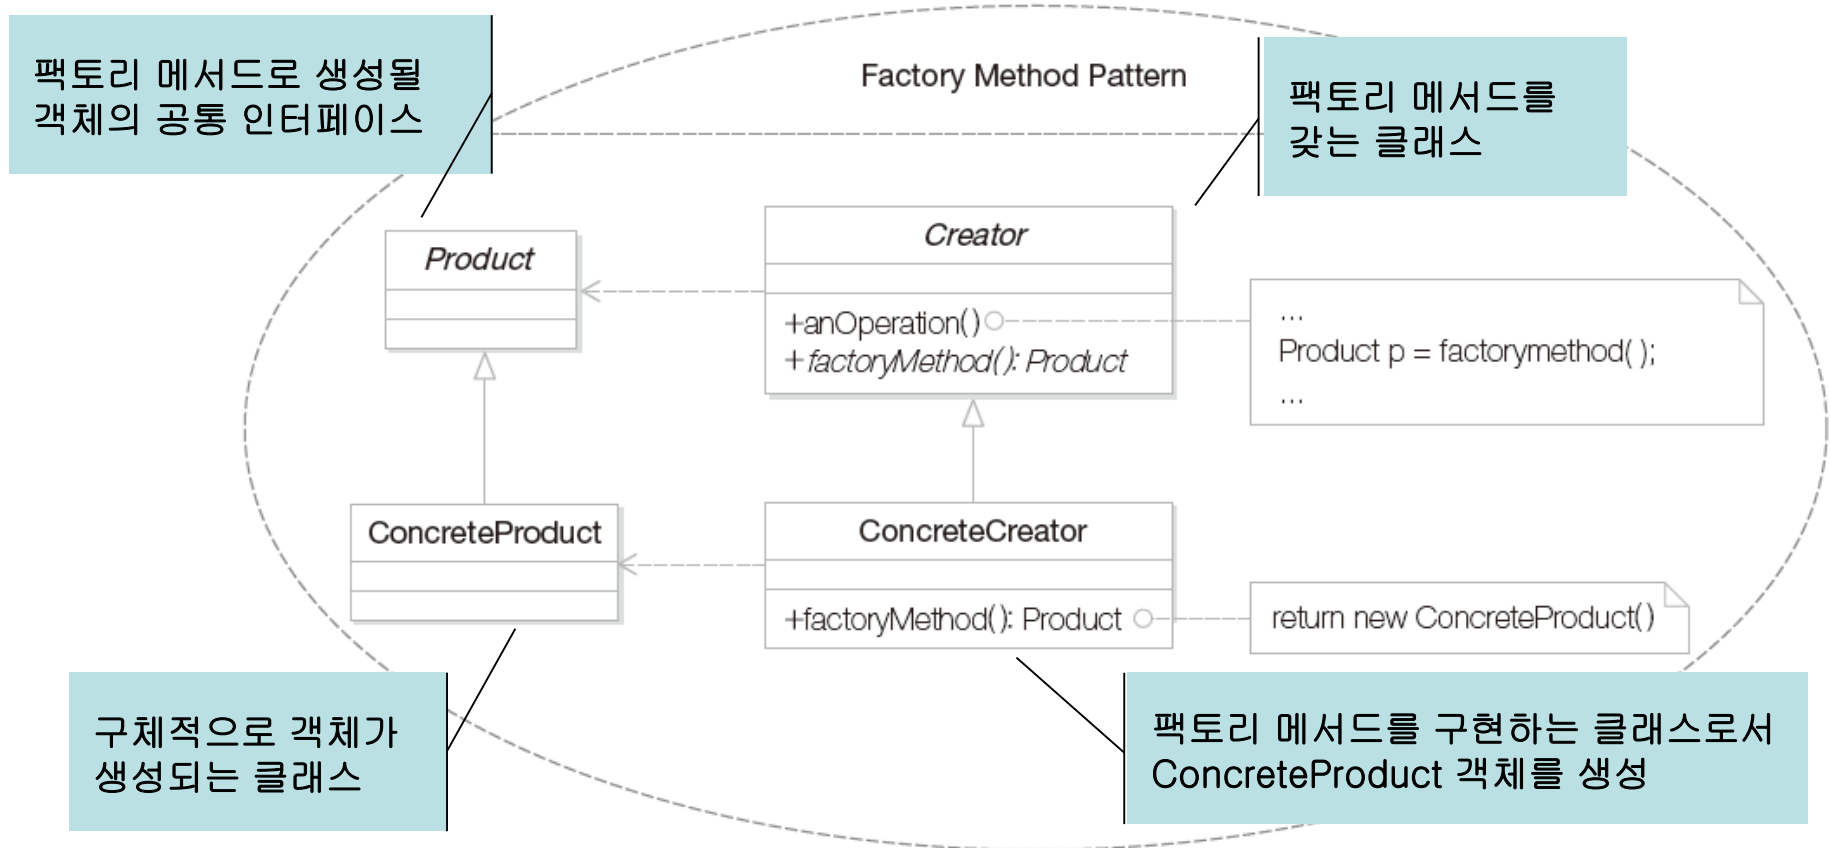 팩토리 메서드로 생성될
객체의 공통 인터페이스
Factory Method Pattern
팩토리 메서드를
갖는 클래스
Product
Creator
+anOperation()
+factoryMethod(): Product
...
Product p = factorymethod( );
...
ConcreteProduct
ConcreteCreator
+factoryMethod(): Product
return new ConcreteProduct()
구체적으로 객체가
생성되는 클래스
팩토리 메서드를 구현하는 클래스로서
ConcreteProduct 객체를 생성